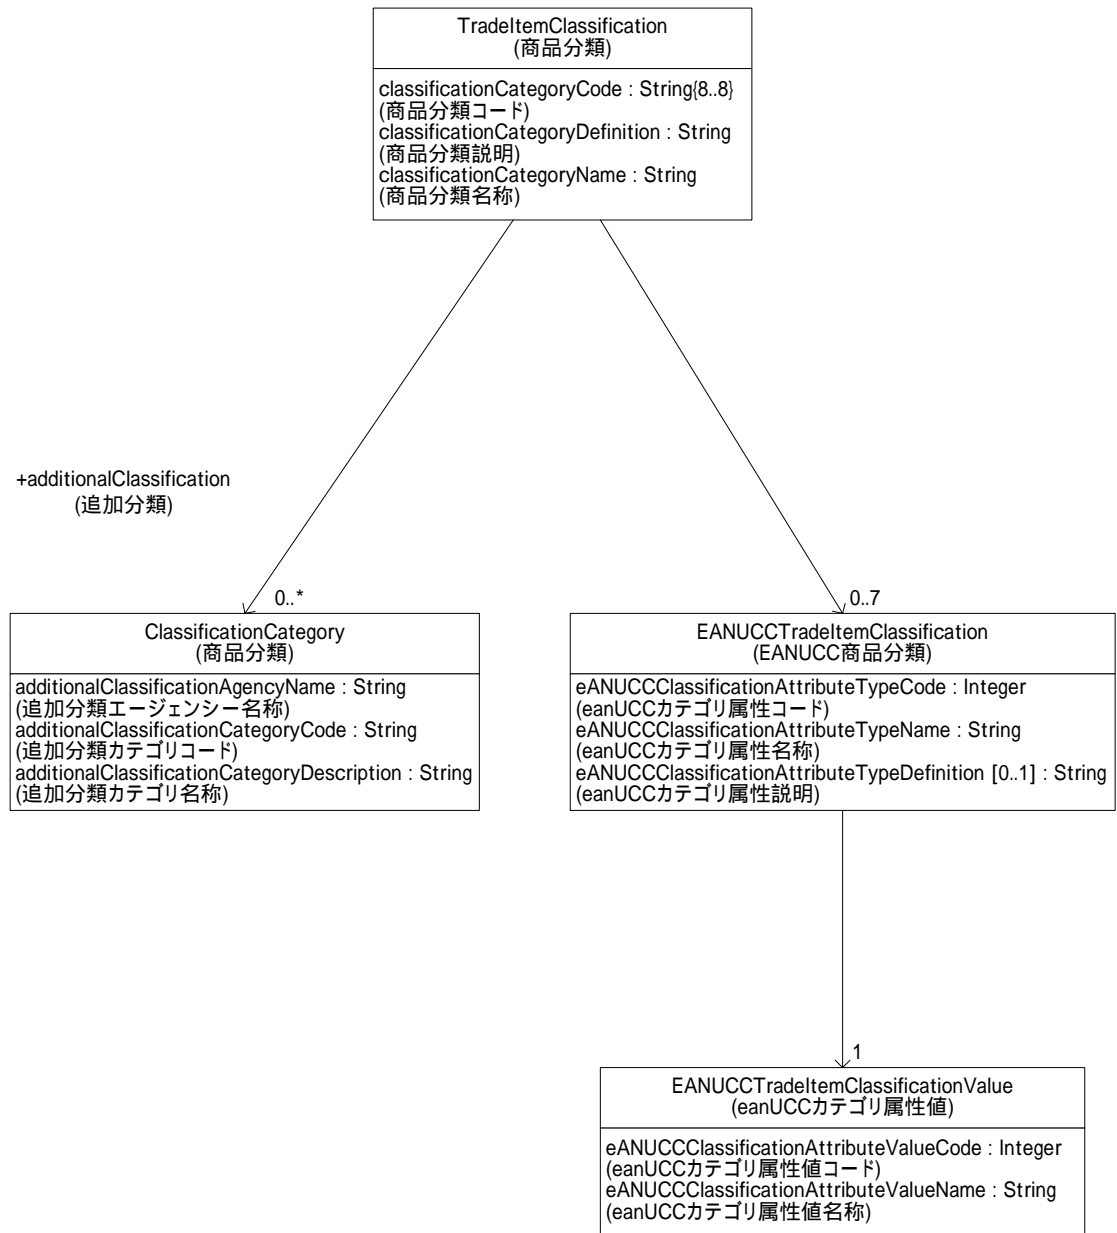 TradeItemClassification
(商品分類)
classificationCategoryCode : String{8..8}
(商品分類コード)
classificationCategoryDefinition : String
(商品分類説明)
classificationCategoryName : String
(商品分類名称)
+additionalClassification
(追加分類)
0..*
0..7
ClassificationCategory
(商品分類)
additionalClassificationAgencyName : String
(追加分類エージェンシー名称)
additionalClassificationCategoryCode : String
(追加分類カテゴリコード)
additionalClassificationCategoryDescription : String
(追加分類カテゴリ名称)
EANUCCTradeItemClassification
(EANUCC商品分類)
eANUCCClassificationAttributeTypeCode : Integer
(eanUCCカテゴリ属性コード)
eANUCCClassificationAttributeTypeName : String
(eanUCCカテゴリ属性名称)
eANUCCClassificationAttributeTypeDefinition [0..1] : String
(eanUCCカテゴリ属性説明)
1
EANUCCTradeItemClassificationValue
(eanUCCカテゴリ属性値)
eANUCCClassificationAttributeValueCode : Integer
(eanUCCカテゴリ属性値コード)
eANUCCClassificationAttributeValueName : String
(eanUCCカテゴリ属性値名称)